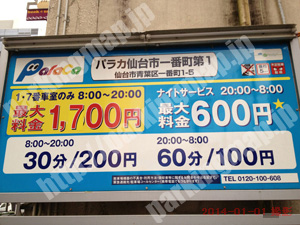 Paraca
パラカ仙台市一番町第1
仙台市青葉区一番町1-5
1・7番車室のみ 8:00~20:00
最大料金 1,700円
ナイトサービス 20:00~8:00
最大料金 600円
8:00~20:00
30分/200円
20:00~8:00
60分/100円
TEL 0120-100-608